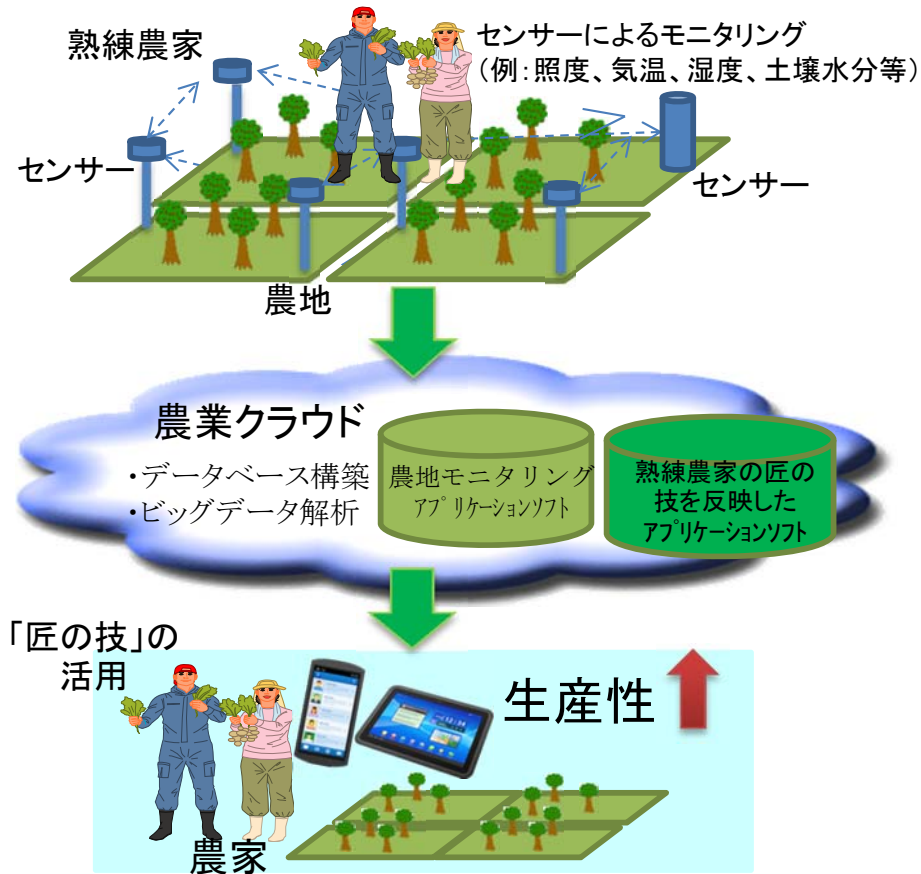 熟練農家
センサーによるモニタリング
（例：照度、気温、湿度、土壌水分等）
センサー
センサー
農地
農業クラウド
・データベース構築
・ビッグデータ解析
農地モニタリング
アプリケーションソフト
熟練農家の匠の
技を反映した
アプリケーションソフト
「匠の技」の
活用
生産性
農家